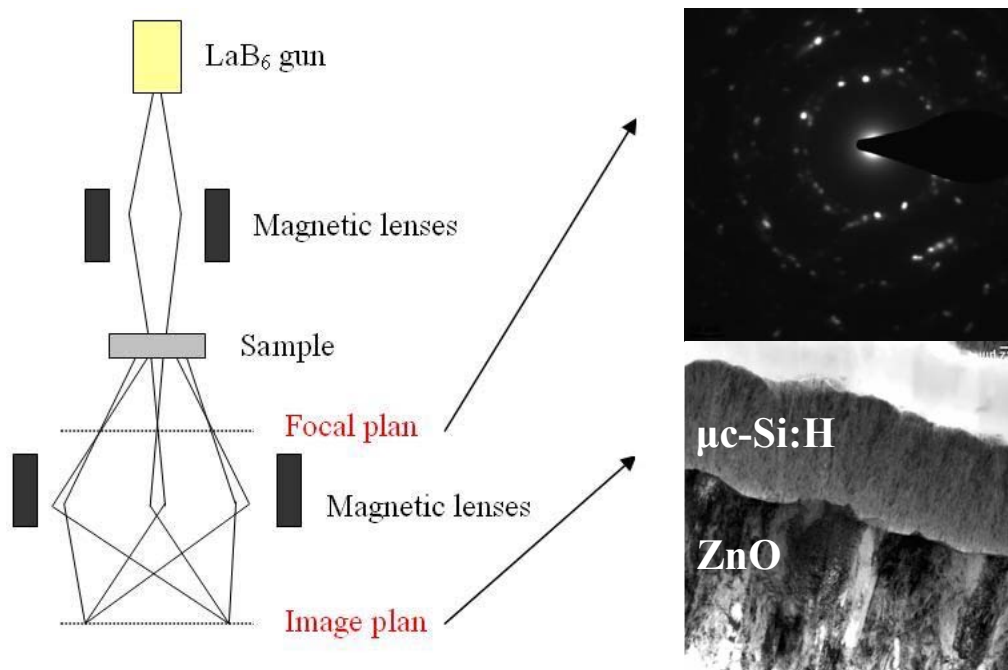 LaB₆ gun
Magnetic lenses
Sample
Focal plan
Magnetic lenses
Image plan
μc-Si:H
ZnO